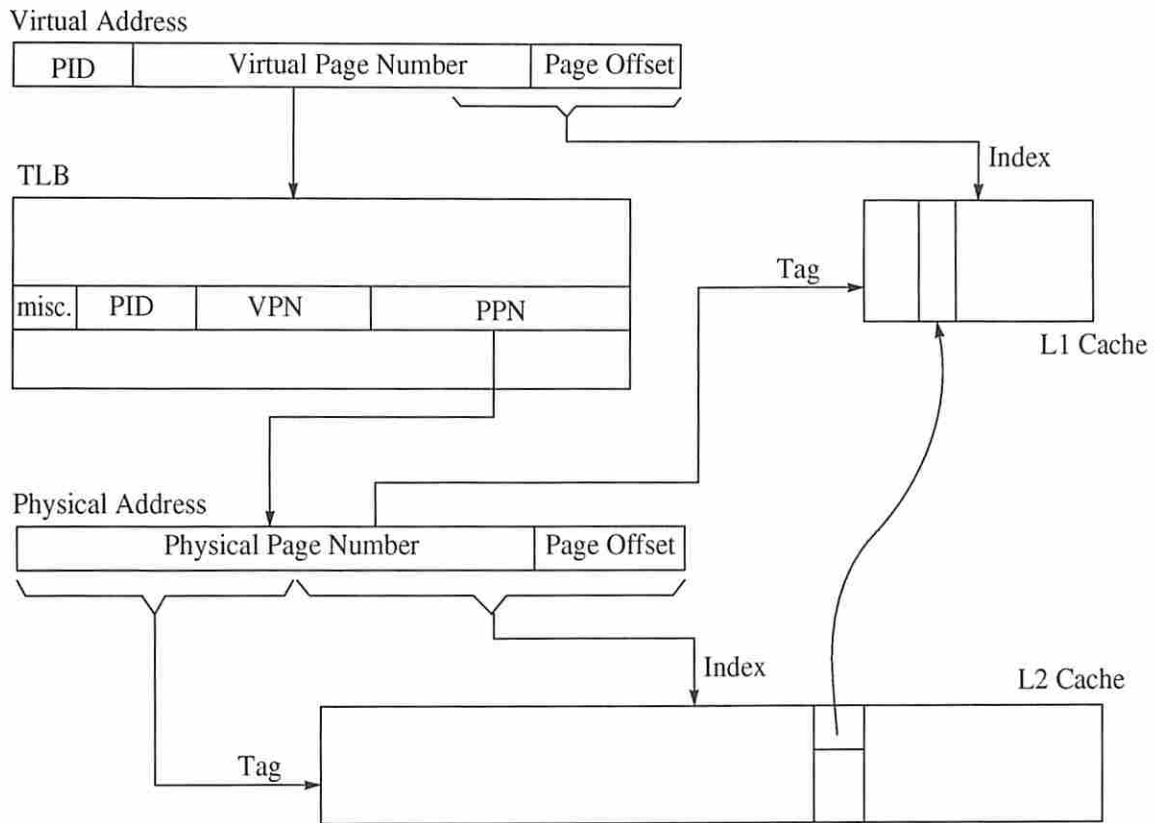 Virtual Address
PID
Virtual Page Number
Page Offset
Index
TLB
Tag
misc.
PID
VPN
PPN
L1 Cache
Physical Address
Physical Page Number
Page Offset
Index
L2 Cache
Tag